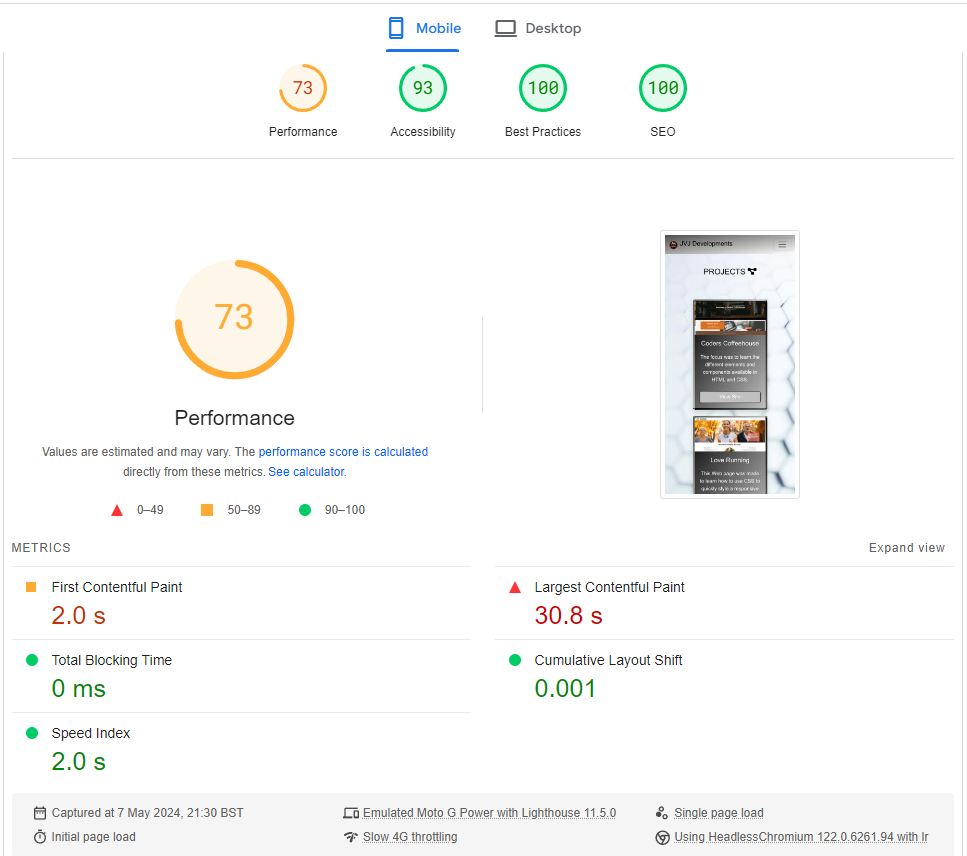 Mobile
Desktop
73
93
100
100
Performance
Accessibility
Best Practices
SEO
73
Performance
Values are estimated and may vary. The performance score is calculated
directly from these metrics. See calculator.
0–49
50–89
90–100
JVJ Developments
PROJECTS
Coders Coffeehouse
The focus was to learn the
different elements and
components available in
HTML and CSS.
View Site
Love Running
This Web page was made
to learn how to use CSS to
quickly style a responsive
METRICS
Expand view
First Contentful Paint
2.0 s
Largest Contentful Paint
30.8 s
Total Blocking Time
0 ms
Cumulative Layout Shift
0.001
Speed Index
2.0 s
Captured at 7 May 2024, 21:30 BST
Emulated Moto G Power with Lighthouse 11.5.0
Single page load
Initial page load
Slow 4G throttling
Using HeadlessChromium 122.0.6261.94 with lr